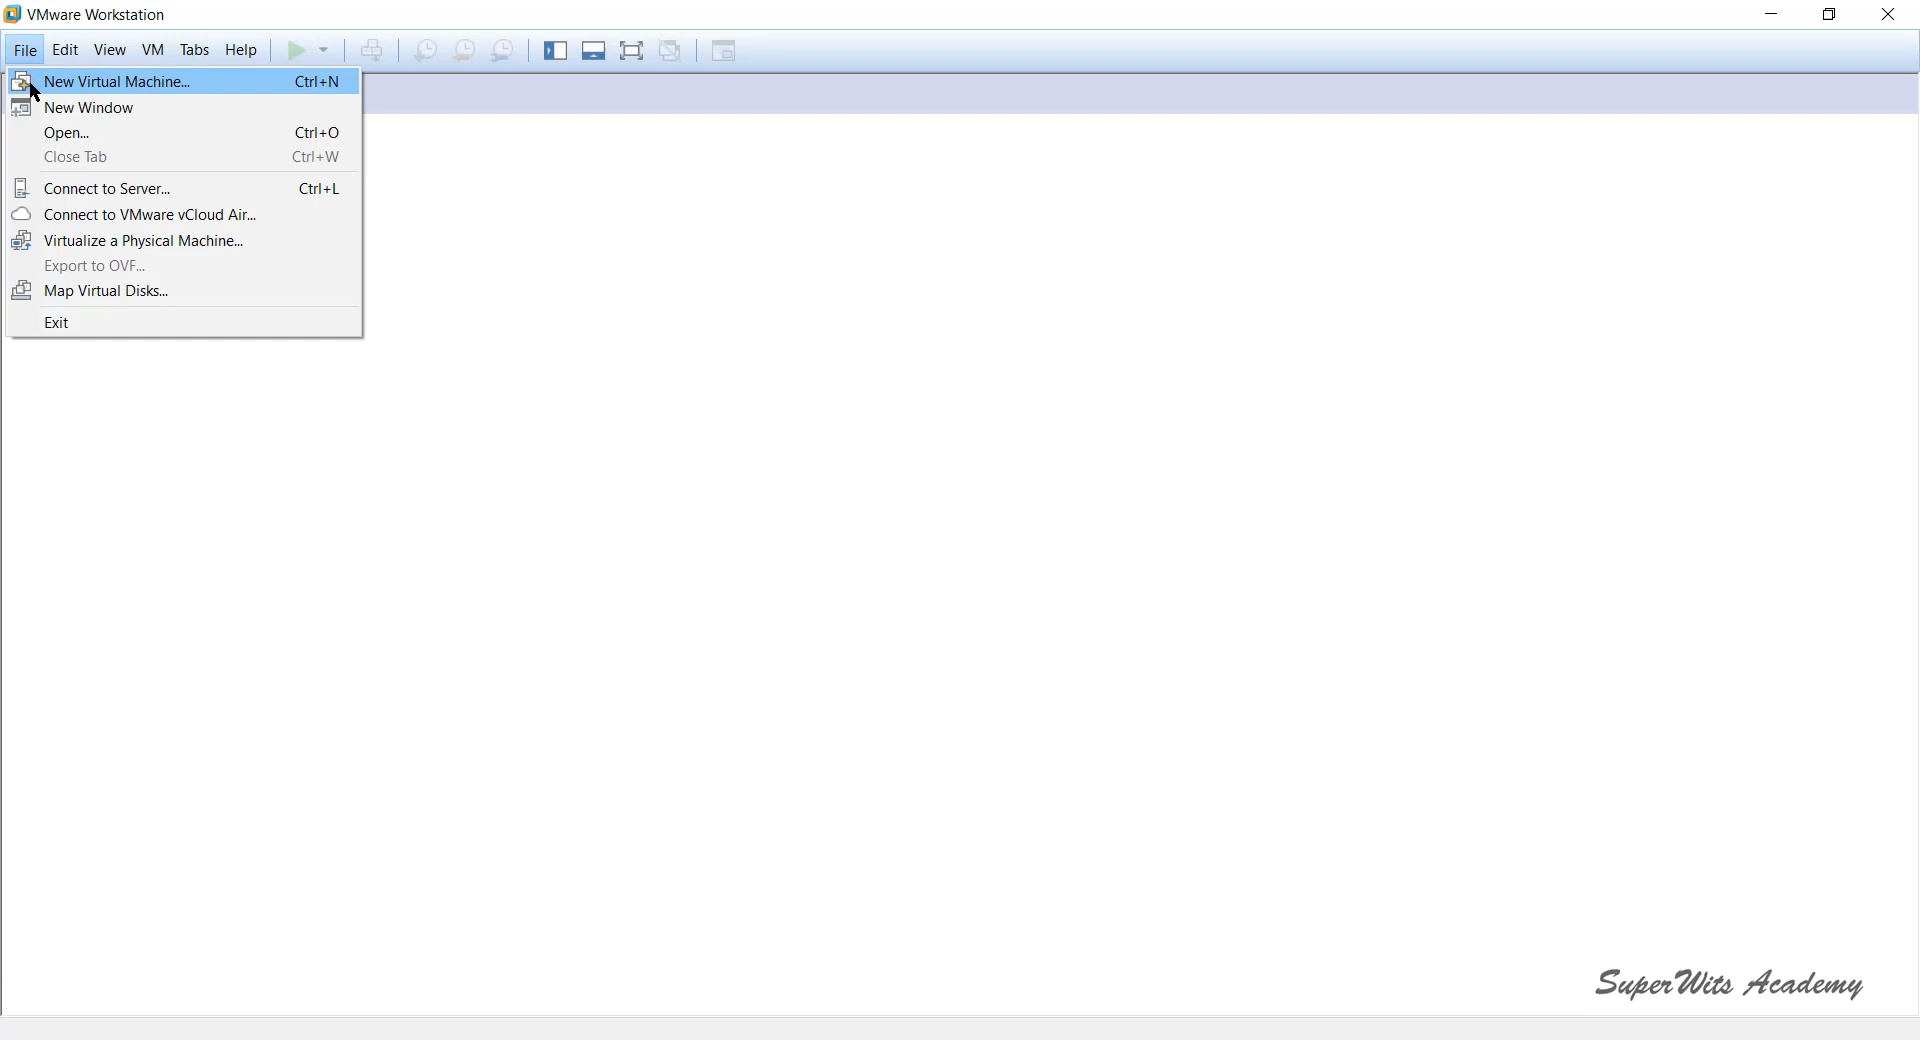 VMware Workstation
File Edit View VM Tabs Help
New Virtual Machine... Ctrl+N
New Window
Open... Ctrl+O
Close Tab Ctrl+W
Connect to Server... Ctrl+L
Connect to VMware vCloud Air...
Virtualize a Physical Machine...
Export to OVF...
Map Virtual Disks...
Exit
SuperWits Academy